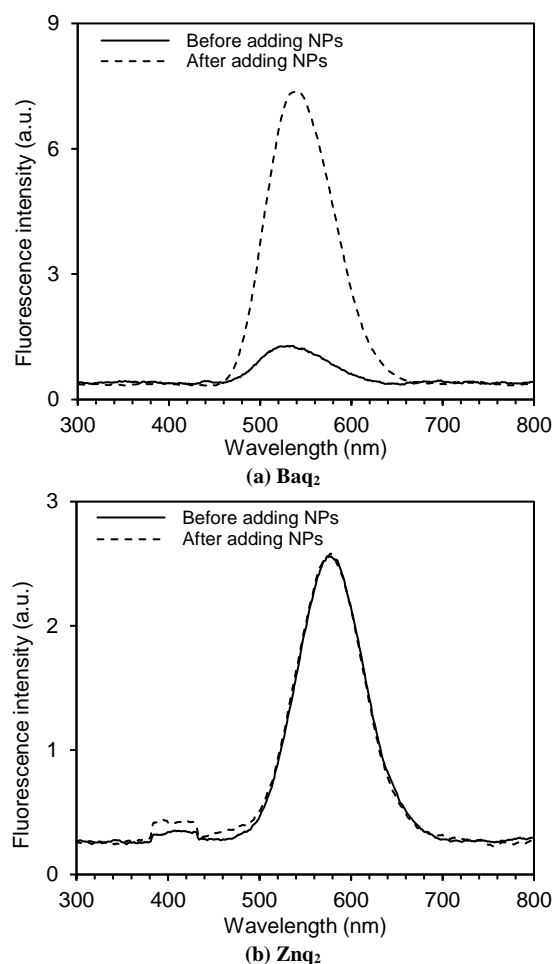 9
Before adding NPs
After adding NPs
6
3
0
Fluorescence intensity (a.u.)
300 400 500 600 700 800
Wavelength (nm)
(a) Baq₂
3
Before adding NPs
After adding NPs
2
1
0
Fluorescence intensity (a.u.)
300 400 500 600 700 800
Wavelength (nm)
(b) Znq₂